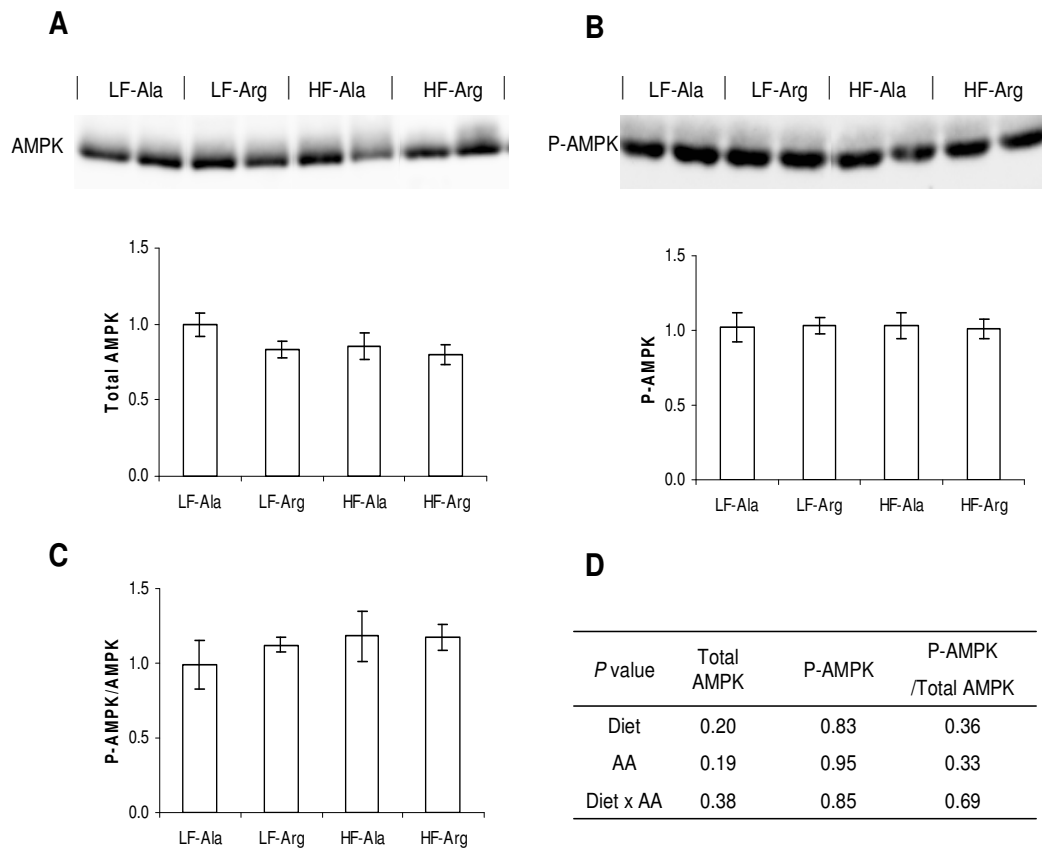 A
LF-Ala LF-Arg HF-Ala HF-Arg
AMPK
1.5
1.0
0.5
0.0
Total AMPK
LF-Ala LF-Arg HF-Ala HF-Arg
B
LF-Ala LF-Arg HF-Ala HF-Arg
P-AMPK
1.5
1.0
0.5
0.0
P-AMPK
LF-Ala LF-Arg HF-Ala HF-Arg
C
1.5
1.0
0.5
0.0
P-AMPK/AMPK
LF-Ala LF-Arg HF-Ala HF-Arg
D
P value Total AMPK P-AMPK P-AMPK /Total AMPK
Diet 0.20 0.83 0.36
AA 0.19 0.95 0.33
Diet x AA 0.38 0.85 0.69